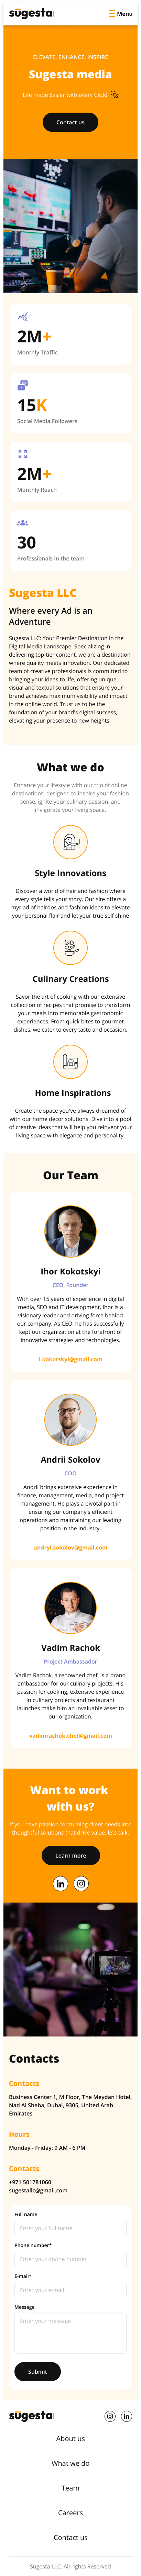 sugesta
Menu
ELEVATE, ENHANCE, INSPIRE
Sugesta media
Life made Easier with every Click!
Contact us
2M+
Monthly Traffic
15K
Social Media Followers
2M+
Monthly Reach
30
Professionals in the team
Sugesta LLC
Where every Ad is an
Adventure
Sugesta LLC: Your Premier Destination in the
Digital Media Landscape. Specializing in
delivering top-tier content, we are a destination
where quality meets innovation. Our dedicated
team of creative professionals is committed to
bringing your ideas to life, offering unique
visual and textual solutions that ensure your
brand achieves maximum visibility and impact
in the online world. Trust us to be the
foundation of your brand's digital success,
elevating your presence to new heights.
What we do
Enhance your lifestyle with our trio of online
destinations, designed to inspire your fashion
sense, ignite your culinary passion, and
invigorate your living space.
Style Innovations
Discover a world of hair and fashion where
every style tells your story. Our site offers a
range of hairdos and fashion advice to elevate
your personal flair and let your true self shine
Culinary Creations
Savor the art of cooking with our extensive
collection of recipes that promise to transform
your meals into memorable gastronomic
experiences. From quick bites to gourmet
dishes, we cater to every taste and occasion.
Home Inspirations
Create the space you've always dreamed of
with our home decor solutions. Dive into a pool
of creative ideas that will help you reinvent your
living space with elegance and personality.
Our Team
Ihor Kokotskyi
CEO, Founder
With over 15 years of experience in digital
media, SEO and IT development, Ihor is a
visionary leader and driving force behind
our company. As CEO, he has successfully
kept our organization at the forefront of
innovative strategies and technologies.
i.kokotskyi@gmail.com
Andrii Sokolov
COO
Andrii brings extensive experience in
finance, management, media, and project
management. He plays a pivotal part in
ensuring our company's efficient
operations and maintaining our leading
position in the industry.
andryi.sokolov@gmail.com
Vadim Rachok
Project Ambassador
Vadim Rachok, a renowned chef, is a brand
ambassador for our culinary projects. His
passion for cooking, extensive experience
in culinary projects and restaurant
launches make him an invaluable asset to
our organization.
vadimrachok.chef@gmail.com
Want to work
with us?
If you have passion for turning client needs into
thoughtful solutions that drive value, lets talk.
Learn more
Contacts
Contacts
Business Center 1, M Floor, The Meydan Hotel,
Nad Al Sheba, Dubai, 9305, United Arab
Emirates
Hours
Monday - Friday: 9 AM - 6 PM
Contacts
+971 501781060
sugestallc@gmail.com
Full name
Enter your full name
Phone number*
Enter your phone number
E-mail*
Enter your e-mail
Message
Enter your message
Submit
sugesta
About us
What we do
Team
Careers
Contact us
Sugesta LLC. All rights Reserved